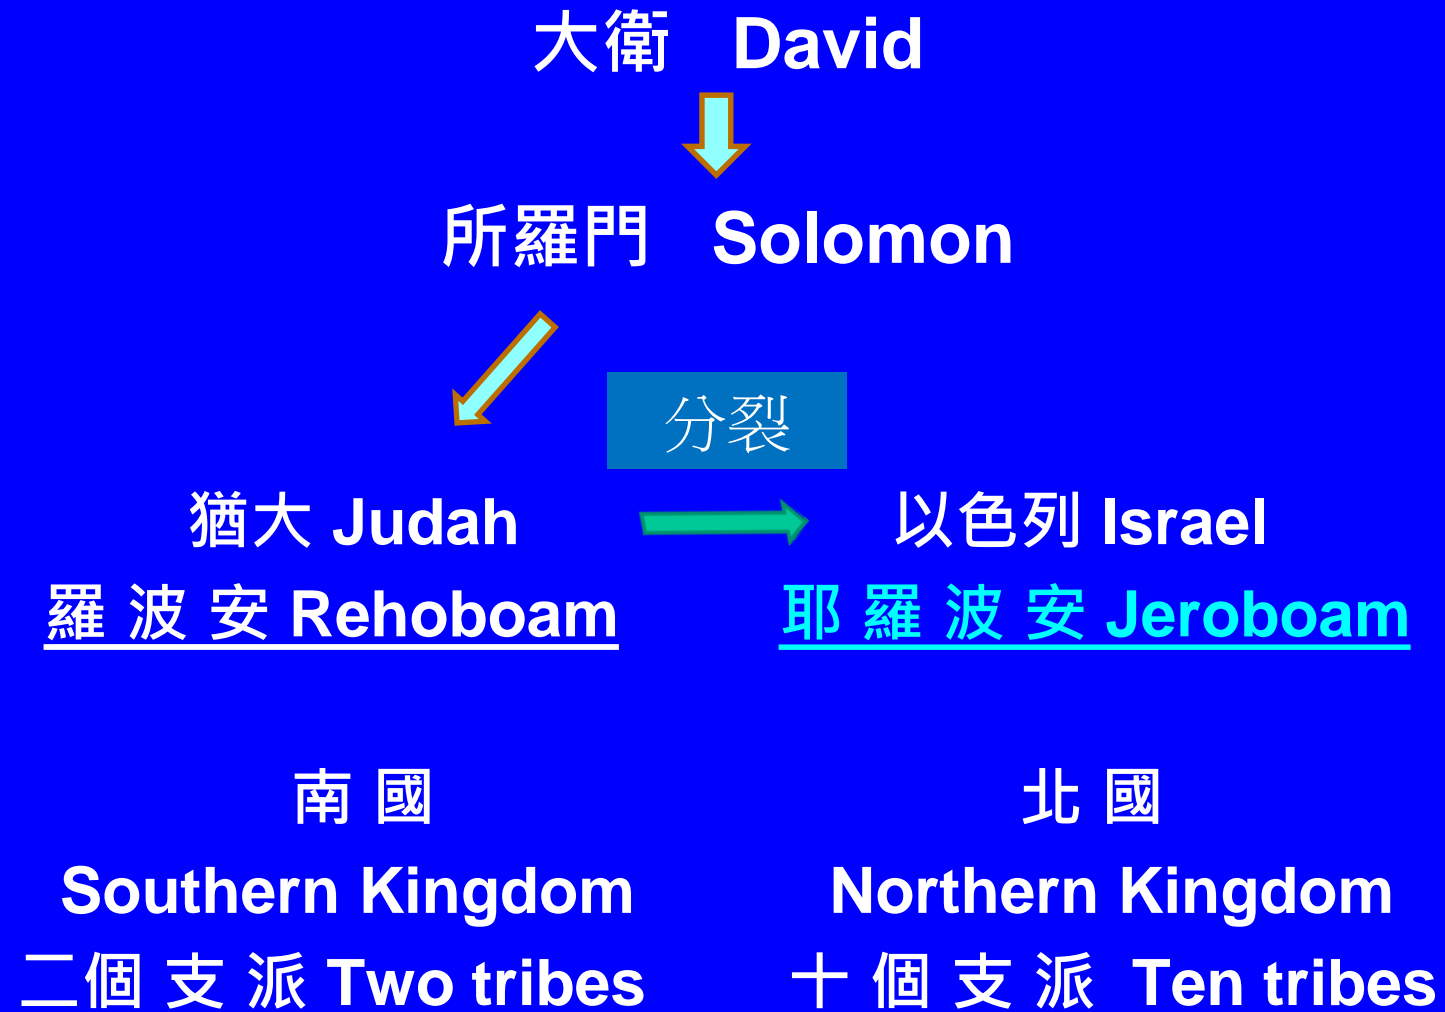 大衛 David
所羅門 Solomon
分裂
猶大 Judah
以色列 Israel
羅 波 安 Rehoboam
耶 羅 波 安 Jeroboam
南 國
北 國
Southern Kingdom
Northern Kingdom
二個 支 派 Two tribes
十 個 支 派 Ten tribes